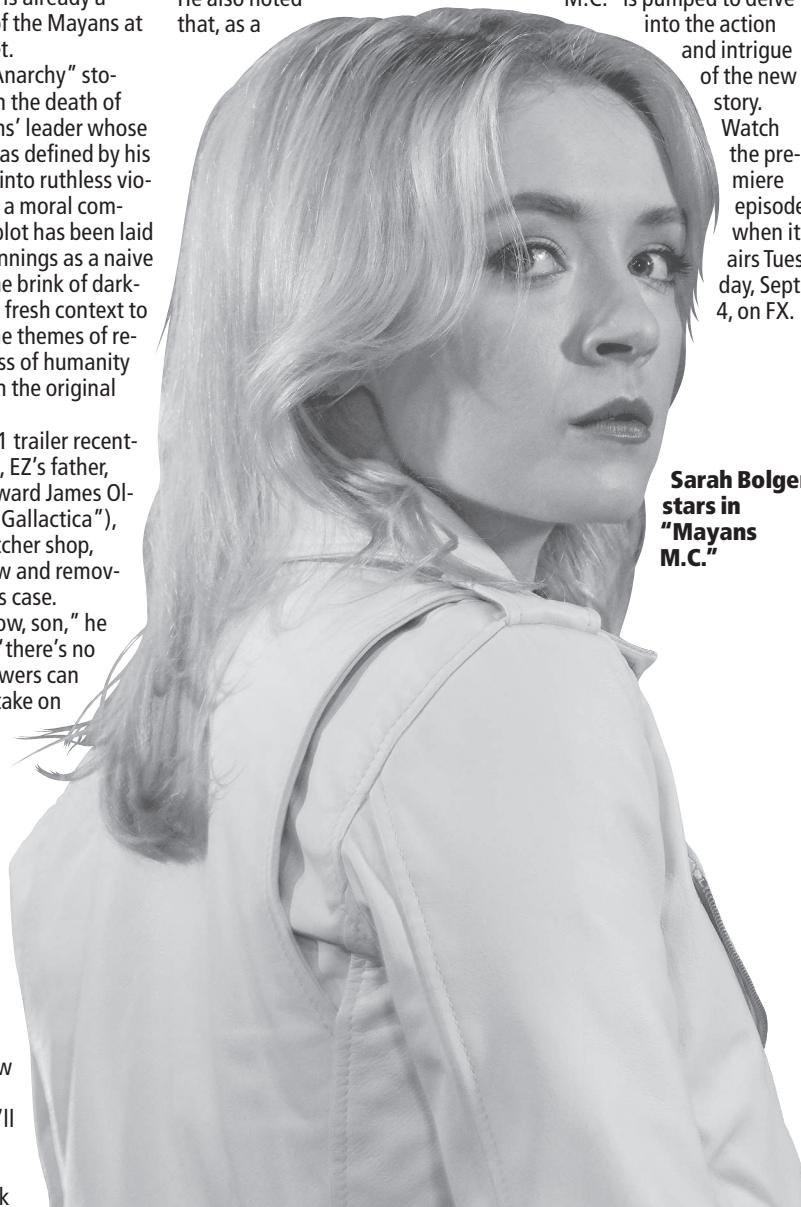 of the Mayans at
et.
Anarchy” sto-
n the death of
ns’ leader whose
as defined by his
into ruthless vio-
a moral com-
plot has been laid
nnings as a naive
ne brink of dark-
fresh context to
ne themes of re-
ss of humanity
n the original
1 trailer recent-
, EZ’s father,
ward James Ol-
Gallactica”),
tcher shop,
w and remov-
s case.
ow, son,” he
“there’s no
wers can
take on
w
’ll
k
He also noted
that, as a
M.C.” is pumped to delve
into the action
and intrigue
of the new
story.
Watch
the pre-
miere
episode
when it
airs Tues
day, Sept
4, on FX.
Sarah Bolger
stars in
“Mayans
M.C.”